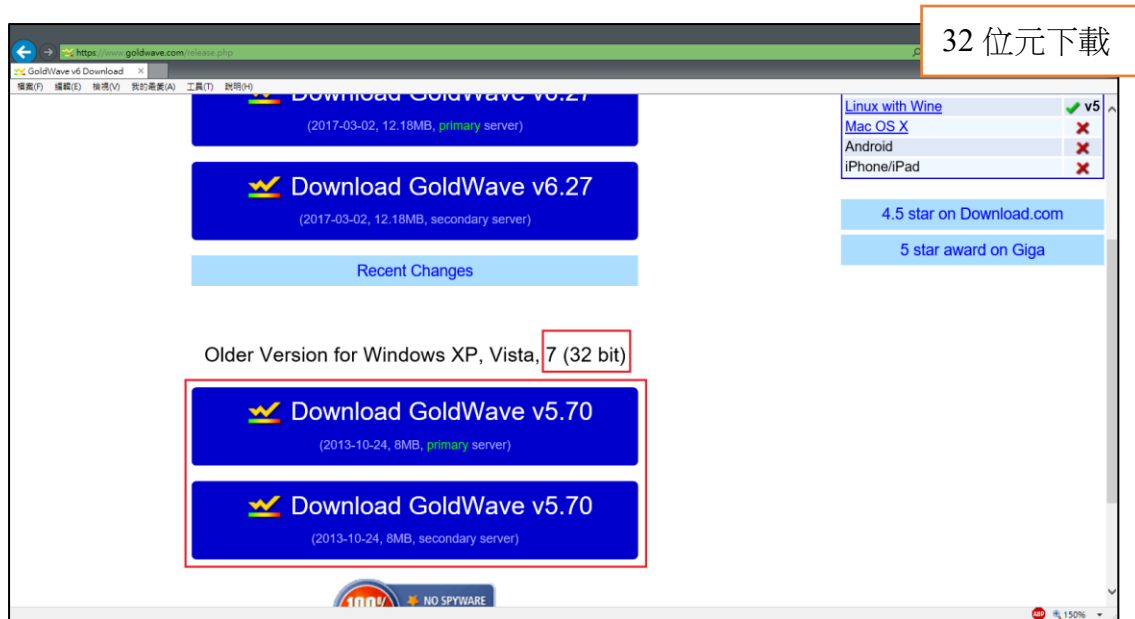 32 位元下載
https://www.goldwave.com/release.php
GoldWave v6 Download
檔案(F) 編輯(E) 檢視(V) 我的最愛(A) 工具(T) 說明(H)
Download GoldWave v6.27
(2017-03-02, 12.18MB, primary server)
Download GoldWave v6.27
(2017-03-02, 12.18MB, secondary server)
Recent Changes
Linux with Wine v5
Mac OS X
Android
iPhone/iPad
4.5 star on Download.com
5 star award on Giga
Older Version for Windows XP, Vista, 7 (32 bit)
Download GoldWave v5.70
(2013-10-24, 8MB, primary server)
Download GoldWave v5.70
(2013-10-24, 8MB, secondary server)
100% NO SPYWARE
ABP 150%